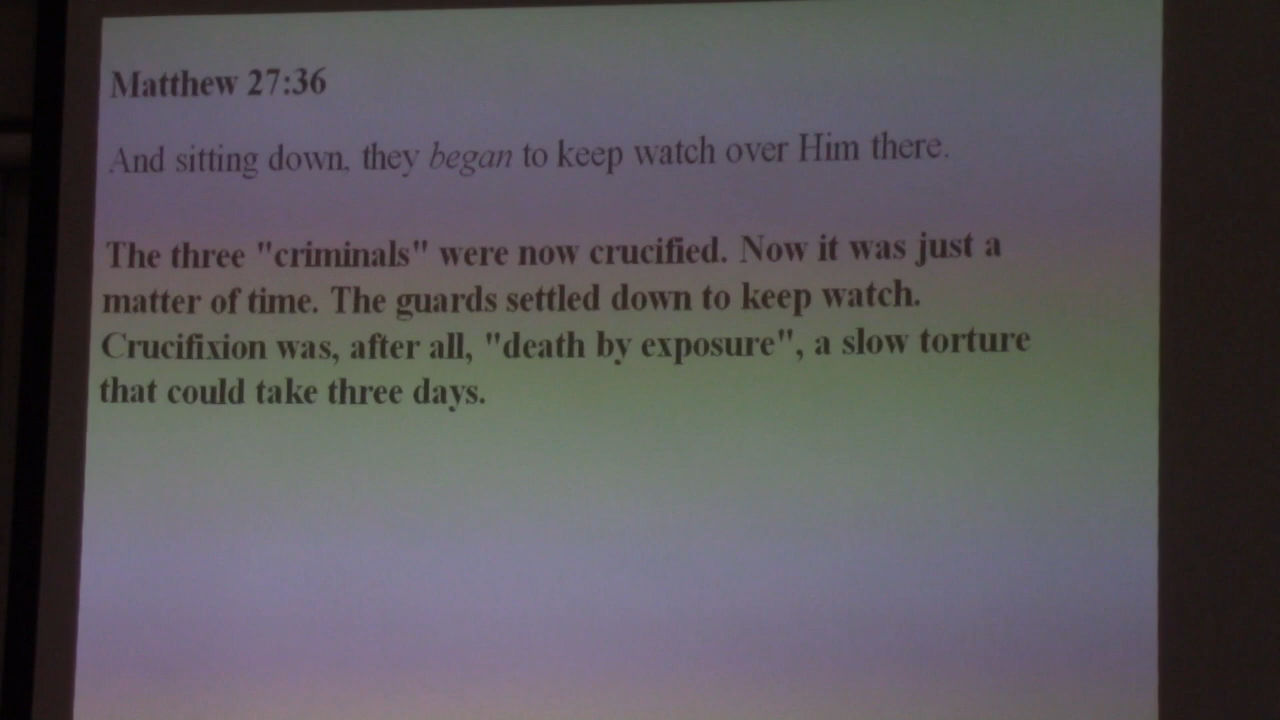 Matthew 27:36
And sitting down, they began to keep watch over Him there.
The three "criminals" were now crucified. Now it was just a
matter of time. The guards settled down to keep watch.
Crucifixion was, after all, "death by exposure", a slow torture
that could take three days.